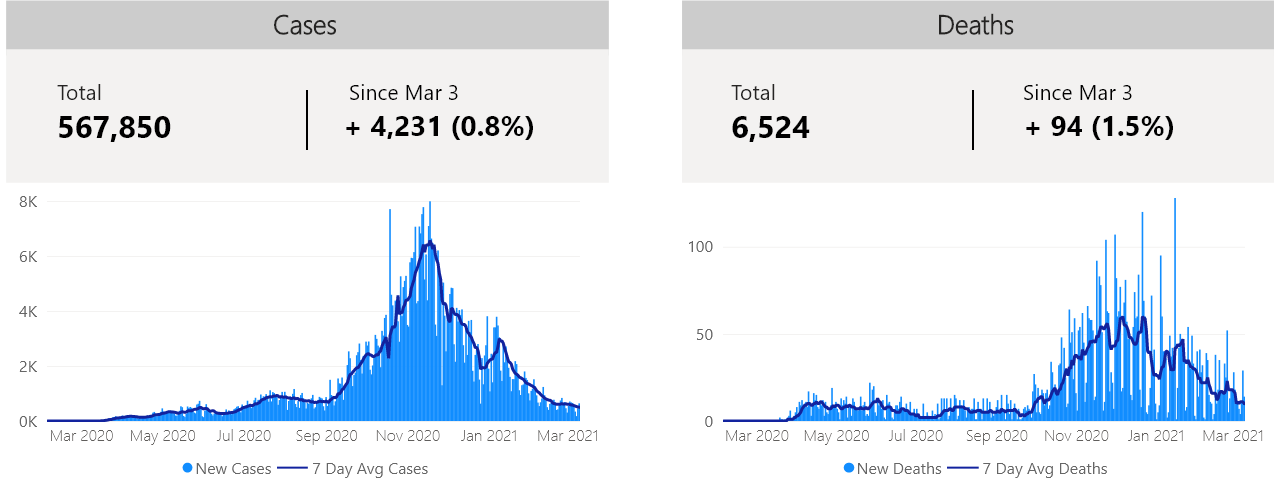 Cases
Total
567,850
Since Mar 3
+ 4,231 (0.8%)
8K
6K
4K
2K
0K
Mar 2020 May 2020 Jul 2020 Sep 2020 Nov 2020 Jan 2021 Mar 2021
New Cases 7 Day Avg Cases
Deaths
Total
6,524
Since Mar 3
+ 94 (1.5%)
100
50
0
Mar 2020 May 2020 Jul 2020 Sep 2020 Nov 2020 Jan 2021 Mar 2021
New Deaths 7 Day Avg Deaths